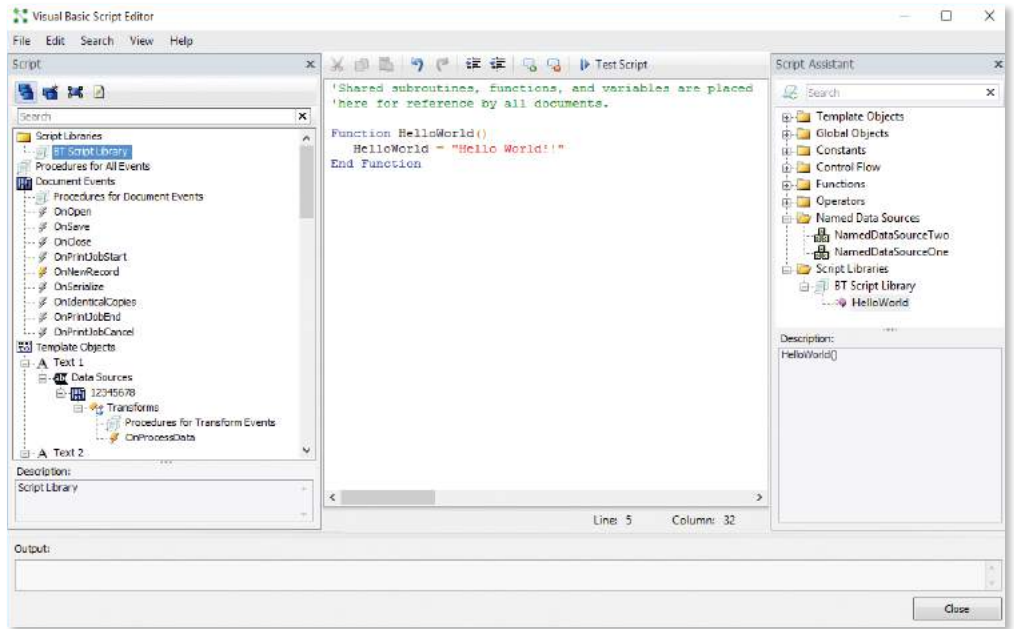 Visual Basic Script Editor
File Edit Search View Help
Script
Search
Script Libraries
BT Script Library
Procedures for All Events
Document Events
Procedures for Document Events
OnOpen
OnSave
OnClose
OnPrintJobStart
OnNewRecord
OnSerialize
OnIdenticalCopies
OnPrintJobEnd
OnPrintJobCancel
Template Objects
Text 1
Data Sources
12345678
Transforms
Procedures for Transform Events
OnProcessData
Text 2
Description:
Script Library
Test Script
'Shared subroutines, functions, and variables are placed
'here for reference by all documents.
Function HelloWorld()
HelloWorld = "Hello World!!"
End Function
Line: 5 Column: 32
Script Assistant
Search
Template Objects
Global Objects
Constants
Control Flow
Functions
Operators
Named Data Sources
NamedDataSourceTwo
NamedDataSourceOne
Script Libraries
BT Script Library
HelloWorld
Description:
HelloWorld()
Output:
Close